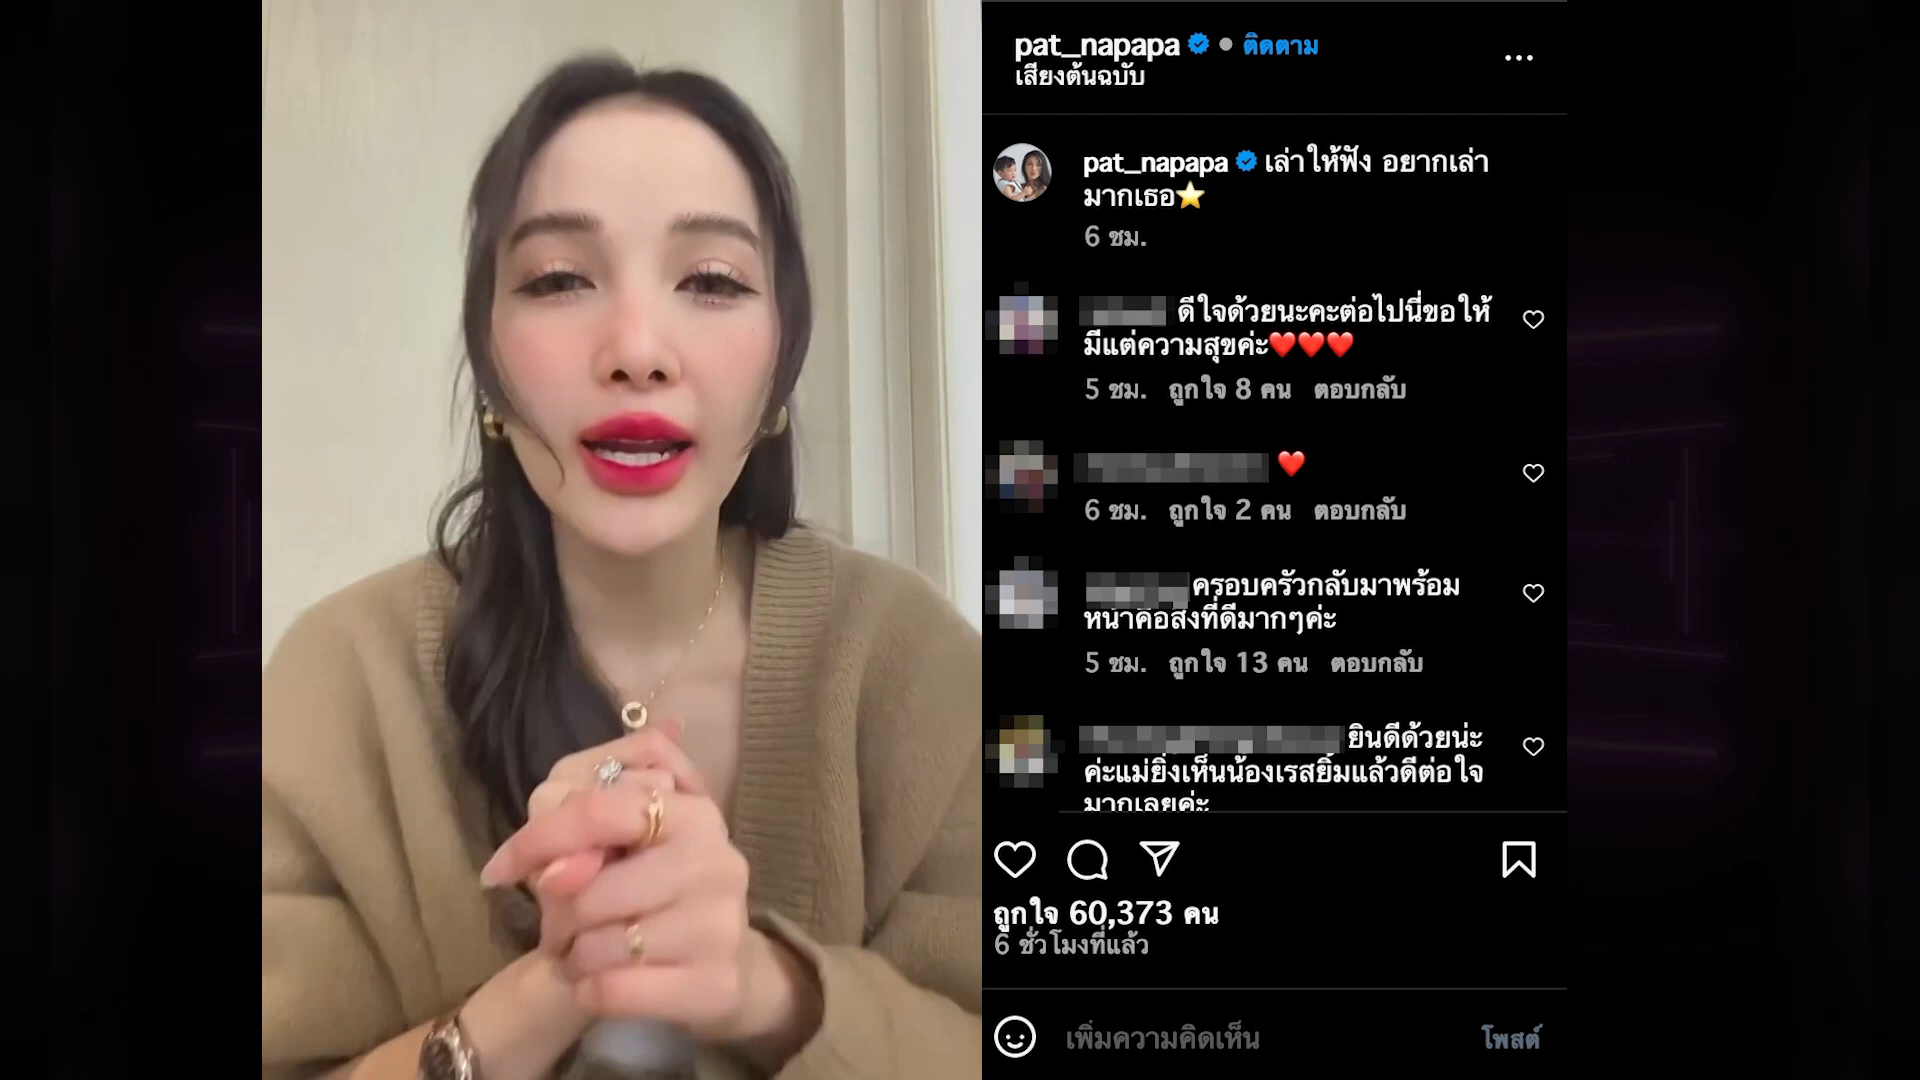 pat_napapa • ติดตาม
เสียงต้นฉบับ
pat_napapa เล่าให้ฟัง อยากเล่า
มากเธอ⭐
6 ชม.
ดีใจด้วยนะคะต่อไปนี่ขอให้
มีแต่ความสุขค่ะ❤️❤️❤️
5 ชม. ถูกใจ 8 คน ตอบกลับ
❤️
6 ชม. ถูกใจ 2 คน ตอบกลับ
ครอบครัวกลับมาพร้อม
หน้าคือสิ่งที่ดีมากๆค่ะ
5 ชม. ถูกใจ 13 คน ตอบกลับ
ยินดีด้วยน่ะ
ค่ะแม่ยิ่งเห็นน้องเรสยิ้มแล้วดีต่อใจ
มากเลยค่ะ
ถูกใจ 60,373 คน
6 ชั่วโมงที่แล้ว
เพิ่มความคิดเห็น
โพสต์